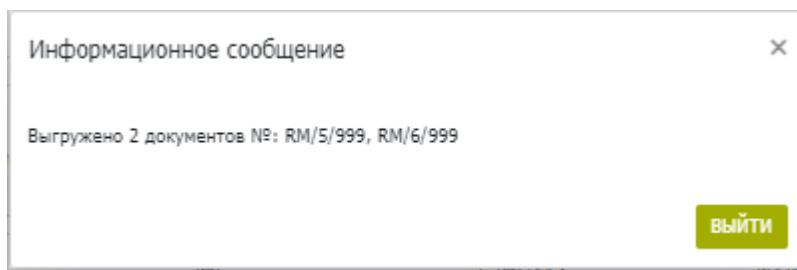 Информационное сообщение
Выгружено 2 документов №: RM/5/999, RM/6/999
ВЫЙТИ